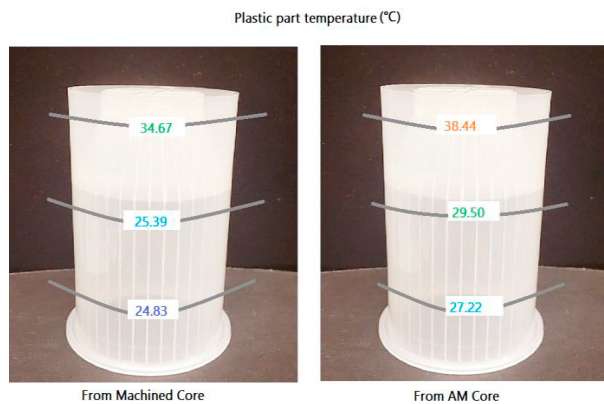 Plastic part temperature (°C)
34.67
25.39
24.83
38.44
29.50
27.22
From Machined Core
From AM Core